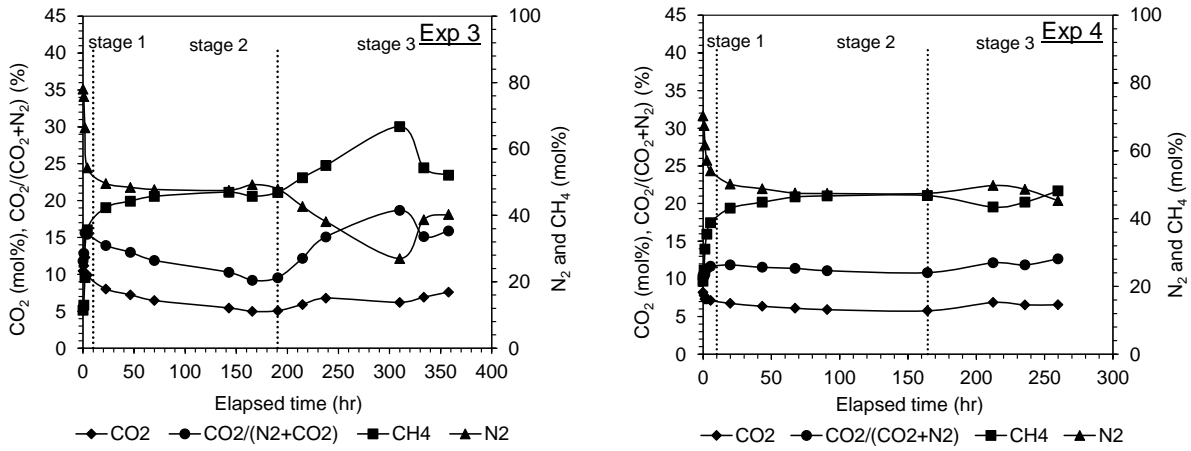 Exp 3
stage 1
stage 2
stage 3
45
40
35
30
25
20
15
10
5
0
CO2 (mol%), CO2/(CO2+N2) (%)
100
80
60
40
20
0
N2 and CH4 (mol%)
0 50 100 150 200 250 300 350 400
Elapsed time (hr)
CO2 CO2/(N2+CO2) CH4 N2
Exp 4
stage 1
stage 2
stage 3
45
40
35
30
25
20
15
10
5
0
CO2 (mol%), CO2/(CO2+N2) (%)
100
80
60
40
20
0
N2 and CH4 (mol%)
0 50 100 150 200 250 300
Elapsed time (hr)
CO2 CO2/(CO2+N2) CH4 N2